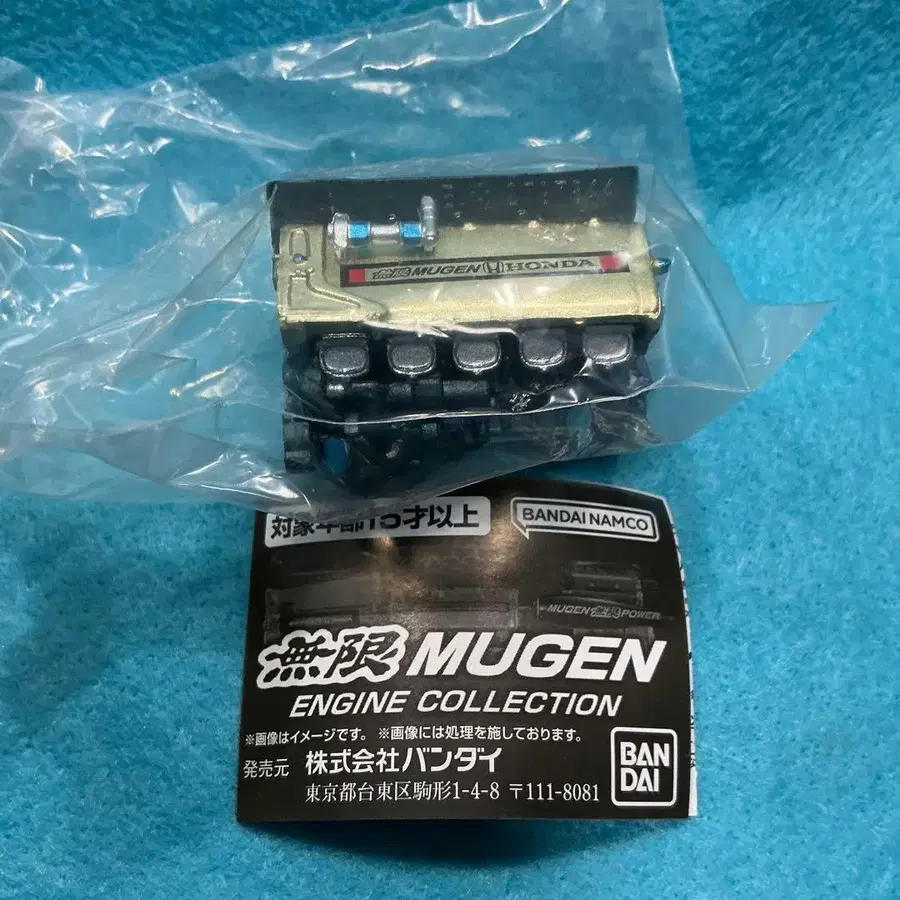 無限 MUGEN HONDA
対象年齢15才以上
BANDAI NAMCO
MUGEN 無限 POWER
無限 MUGEN
ENGINE COLLECTION
※画像はイメージです。 ※画像には処理を施しております。
発売元 株式会社バンダイ
東京都台東区駒形1-4-8 〒111-8081
BAN
DAI